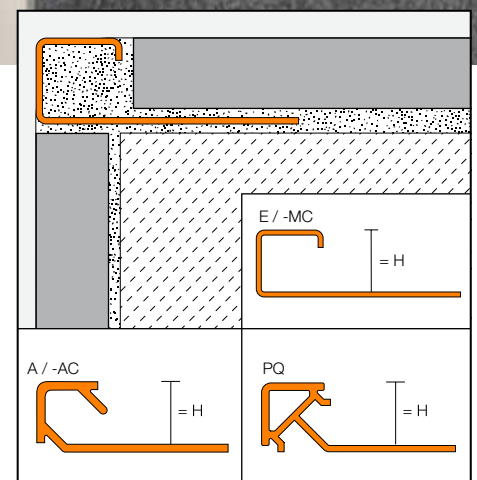 E / -MC
= H
A / -AC
= H
PQ
= H